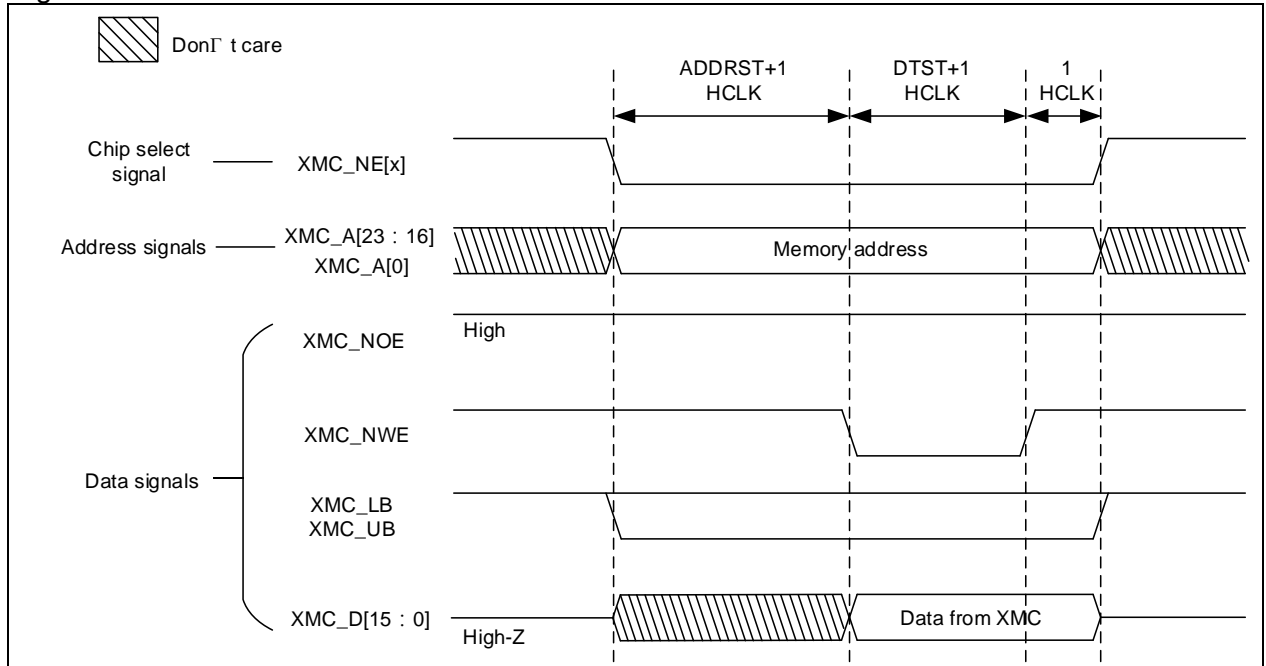 DonΓ t care
ADDRST+1
HCLK
DTST+1
HCLK
1
HCLK
Chip select
signal
XMC_NE[x]
Address signals
XMC_A[23 : 16]
XMC_A[0]
Memory address
XMC_NOE
High
XMC_NWE
Data signals
XMC_LB
XMC_UB
XMC_D[15 : 0]
High-Z
Data from XMC